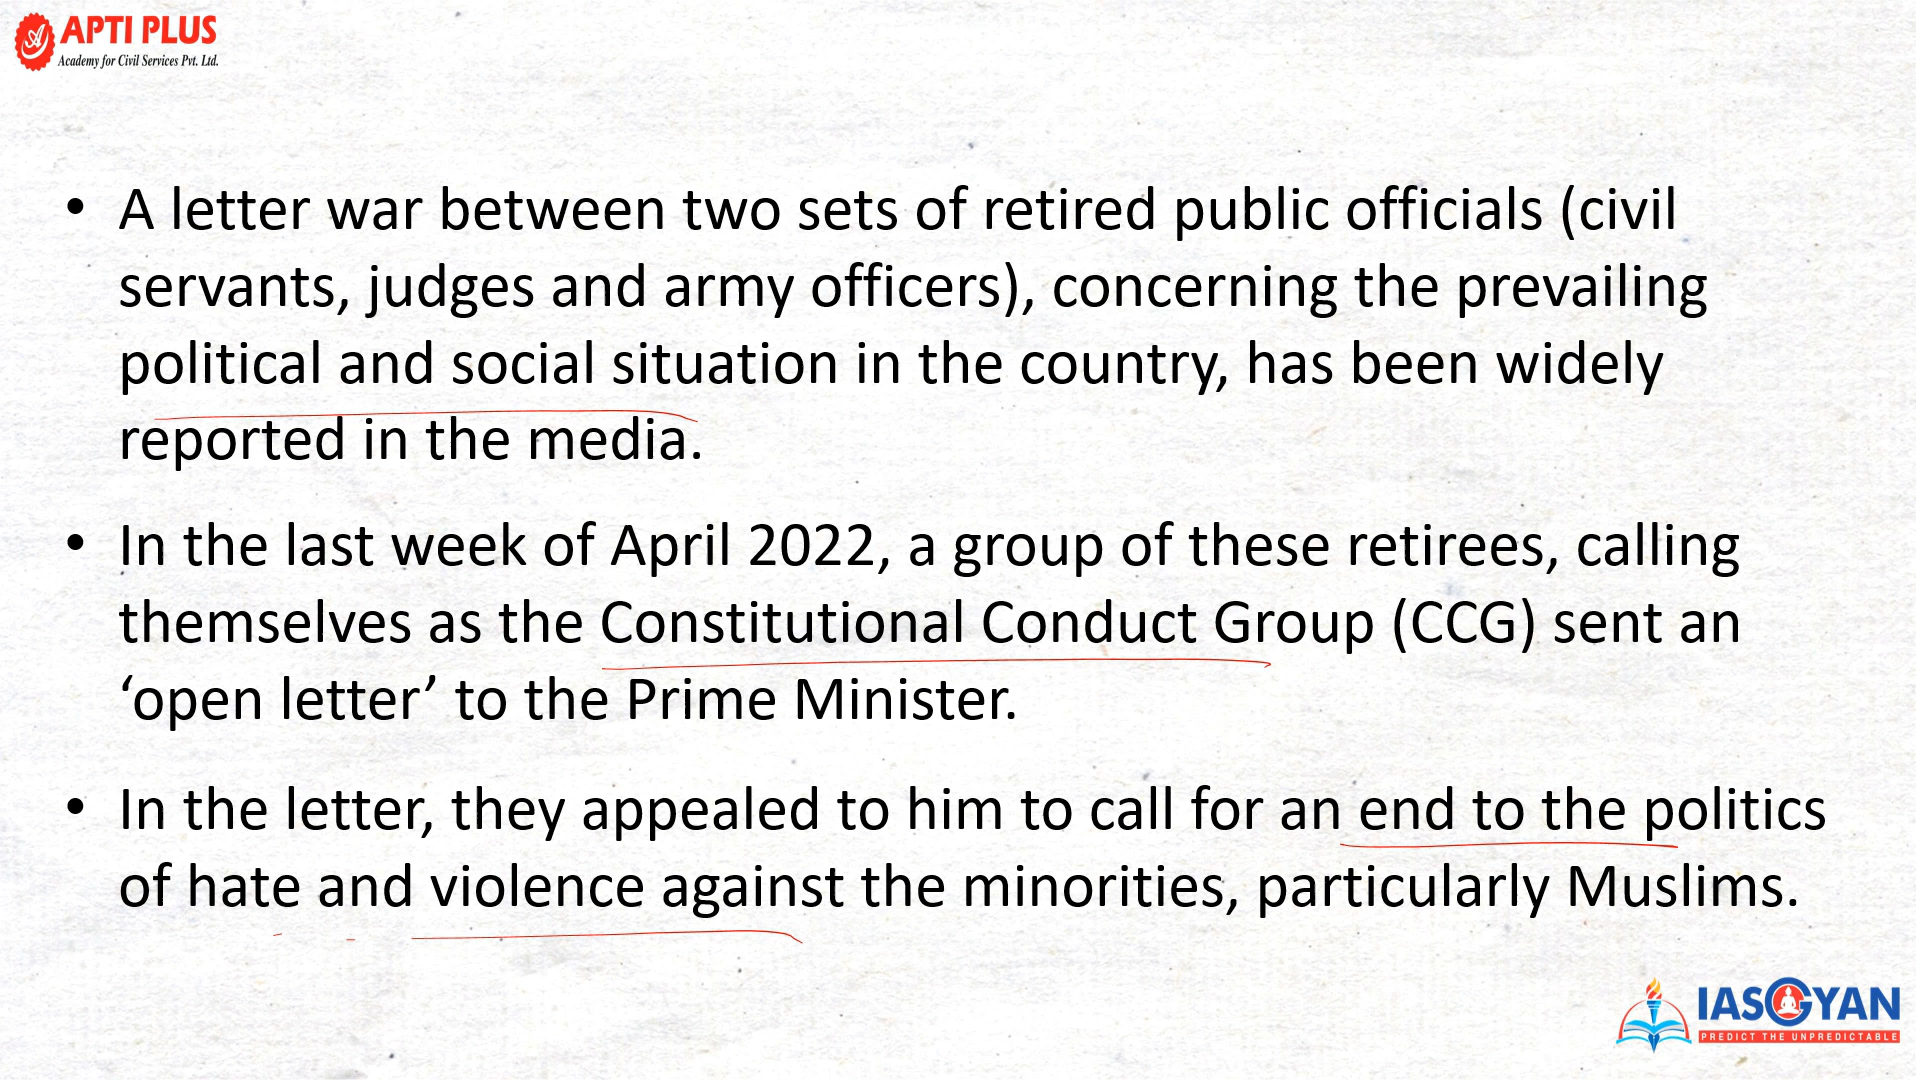 APTI PLUS
Academy for Civil Services Pvt. Ltd.
• A letter war between two sets of retired public officials (civil
servants, judges and army officers), concerning the prevailing
political and social situation in the country, has been widely
reported in the media.
• In the last week of April 2022, a group of these retirees, calling
themselves as the Constitutional Conduct Group (CCG) sent an
‘open letter’ to the Prime Minister.
• In the letter, they appealed to him to call for an end to the politics
of hate and violence against the minorities, particularly Muslims.
IASGYAN
PREDICT THE UNPREDICTABLE